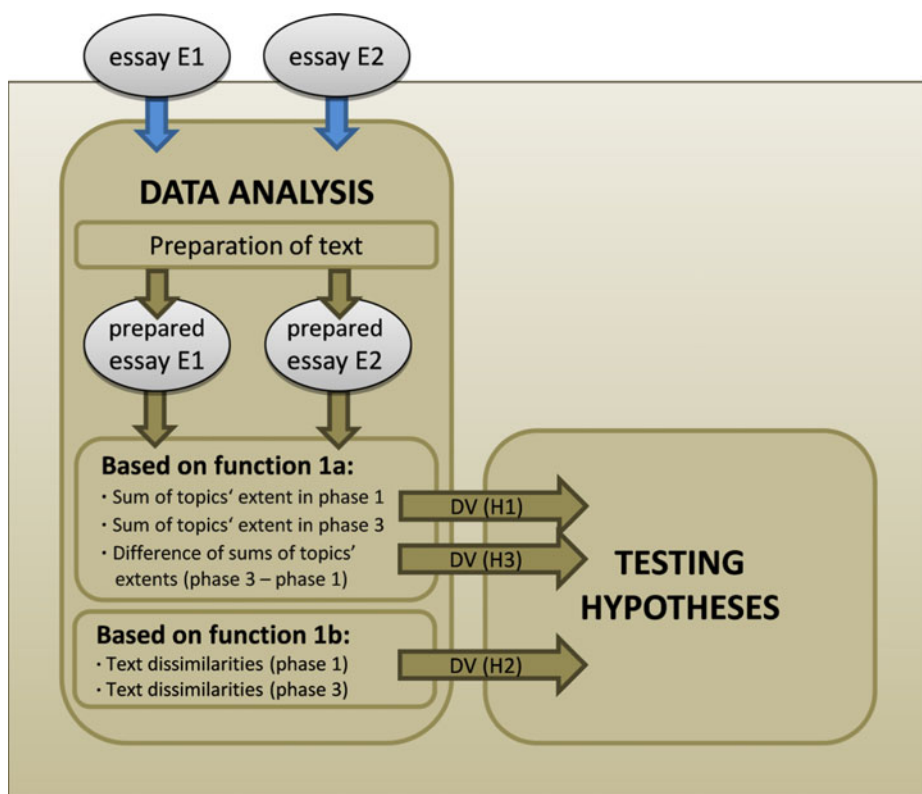 essay E1
essay E2
DATA ANALYSIS
Preparation of text
prepared
essay E1
prepared
essay E2
Based on function 1a:
· Sum of topics‘ extent in phase 1
· Sum of topics‘ extent in phase 3
· Difference of sums of topics’
extents (phase 3 – phase 1)
DV (H1)
DV (H3)
Based on function 1b:
· Text dissimilarities (phase 1)
· Text dissimilarities (phase 3)
DV (H2)
TESTING
HYPOTHESES